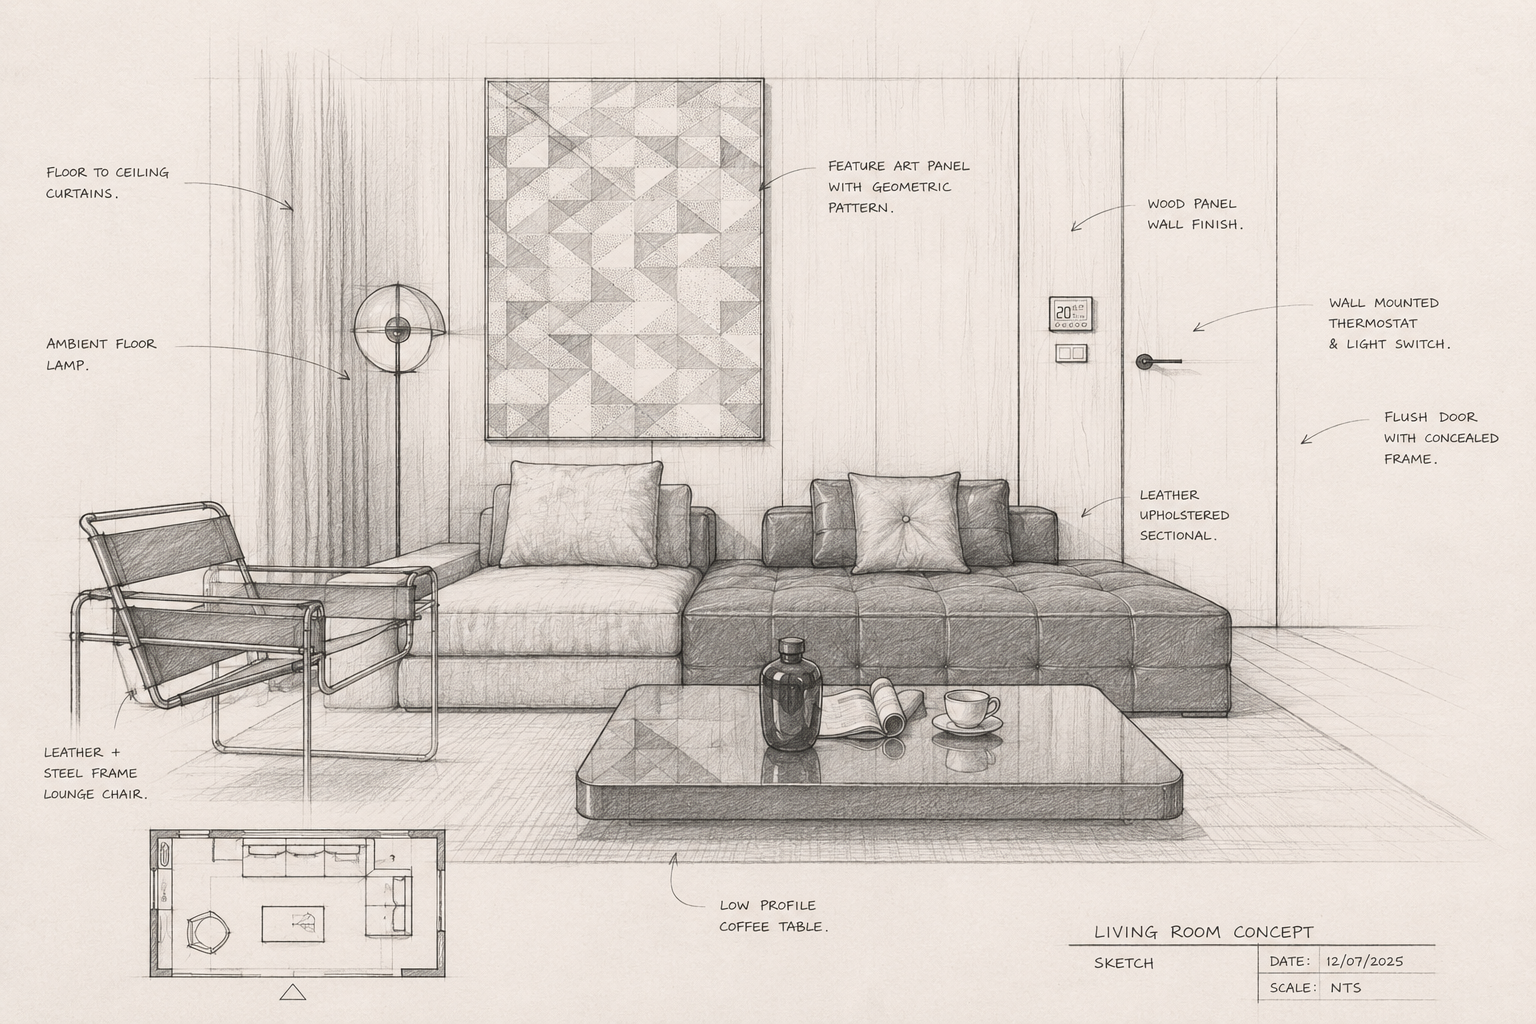 FLOOR TO CEILING
CURTAINS.
FEATURE ART PANEL
WITH GEOMETRIC
PATTERN.
WOOD PANEL
WALL FINISH.
AMBIENT FLOOR
LAMP.
20
WALL MOUNTED
THERMOSTAT
& LIGHT SWITCH.
FLUSH DOOR
WITH CONCEALED
FRAME.
LEATHER
UPHOLSTERED
SECTIONAL.
LEATHER +
STEEL FRAME
LOUNGE CHAIR.
LOW PROFILE
COFFEE TABLE.
LIVING ROOM CONCEPT
SKETCH
DATE: 12/07/2025
SCALE: NTS